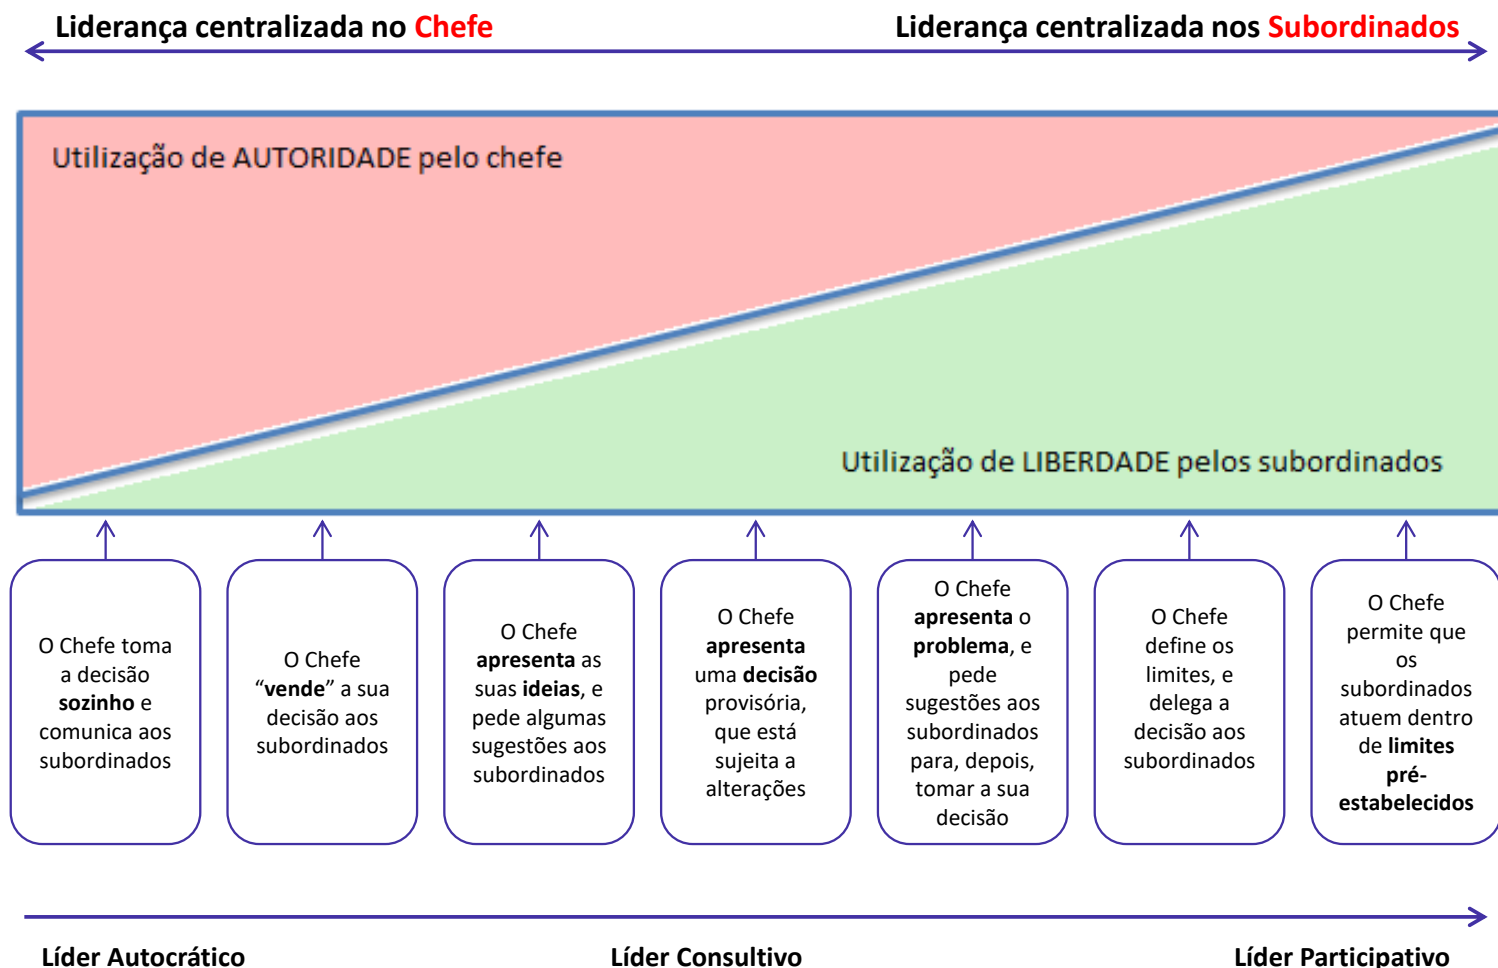 Liderança centralizada no Chefe
Liderança centralizada nos Subordinados
Utilização de AUTORIDADE pelo chefe
Utilização de LIBERDADE pelos subordinados
O Chefe toma
a decisão
sozinho e
comunica aos
subordinados
O Chefe
“vende” a sua
decisão aos
subordinados
O Chefe
apresenta as
suas ideias, e
pede algumas
sugestões aos
subordinados
O Chefe
apresenta
uma decisão
provisória,
que está
sujeita a
alterações
O Chefe
apresenta o
problema, e
pede
sugestões aos
subordinados
para, depois,
tomar a sua
decisão
O Chefe
define os
limites, e
delega a
decisão aos
subordinados
O Chefe
permite que
os
subordinados
atuem dentro
de limites
pré-
estabelecidos
Líder Autocrático
Líder Consultivo
Líder Participativo